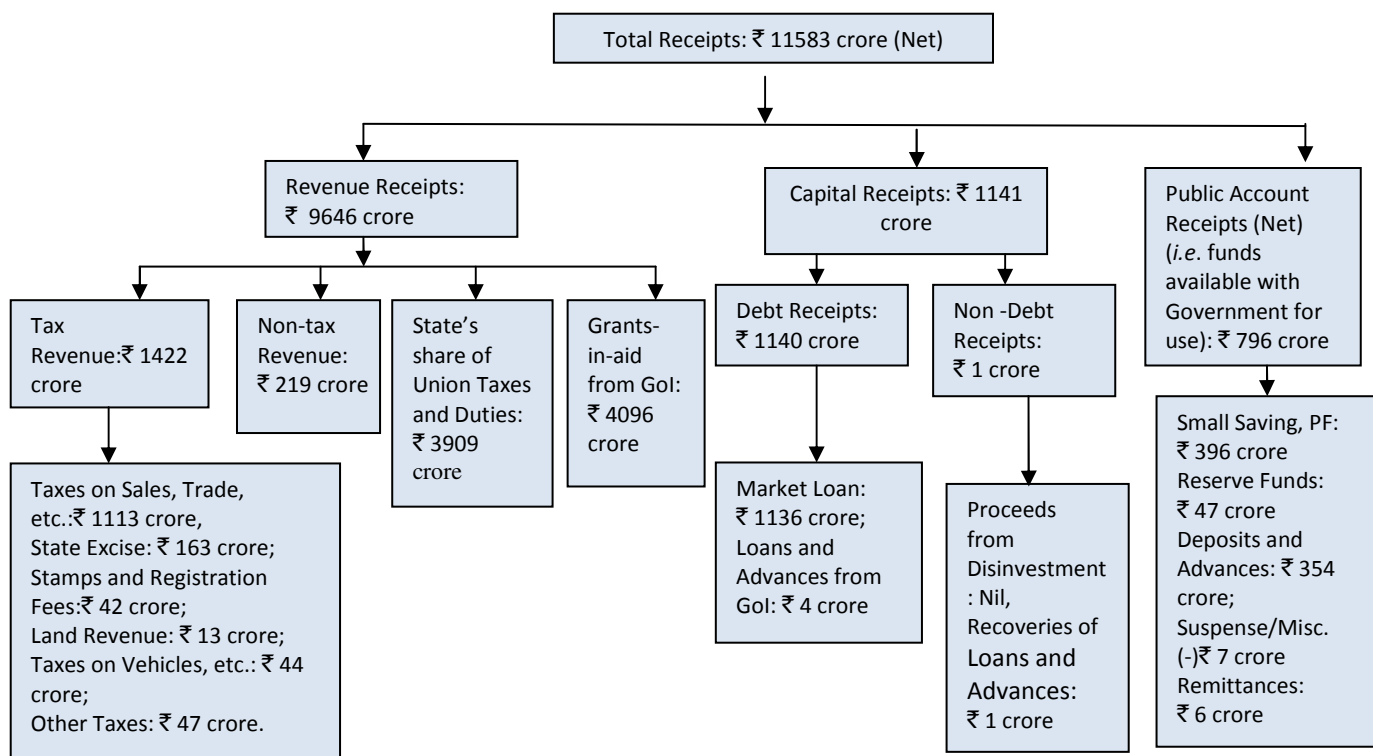 Total Receipts: ₹ 11583 crore (Net)
Revenue Receipts:
₹ 9646 crore
Capital Receipts: ₹ 1141
crore
Public Account
Receipts (Net)
(i.e. funds
available with
Government for
use): ₹ 796 crore
Tax
Revenue:₹ 1422
crore
Non-tax
Revenue:
₹ 219 crore
State’s
share of
Union Taxes
and Duties:
₹ 3909
crore
Grants-
in-aid
from GoI:
₹ 4096
crore
Debt Receipts:
₹ 1140 crore
Non -Debt
Receipts:
₹ 1 crore
Taxes on Sales, Trade,
etc.:₹ 1113 crore,
State Excise: ₹ 163 crore;
Stamps and Registration
Fees:₹ 42 crore;
Land Revenue: ₹ 13 crore;
Taxes on Vehicles, etc.: ₹ 44
crore;
Other Taxes: ₹ 47 crore.
Market Loan:
₹ 1136 crore;
Loans and
Advances from
GoI: ₹ 4 crore
Proceeds
from
Disinvestment
: Nil,
Recoveries of
Loans and
Advances:
₹ 1 crore
Small Saving, PF:
₹ 396 crore
Reserve Funds:
₹ 47 crore
Deposits and
Advances: ₹ 354
crore;
Suspense/Misc.
(-)₹ 7 crore
Remittances:
₹ 6 crore